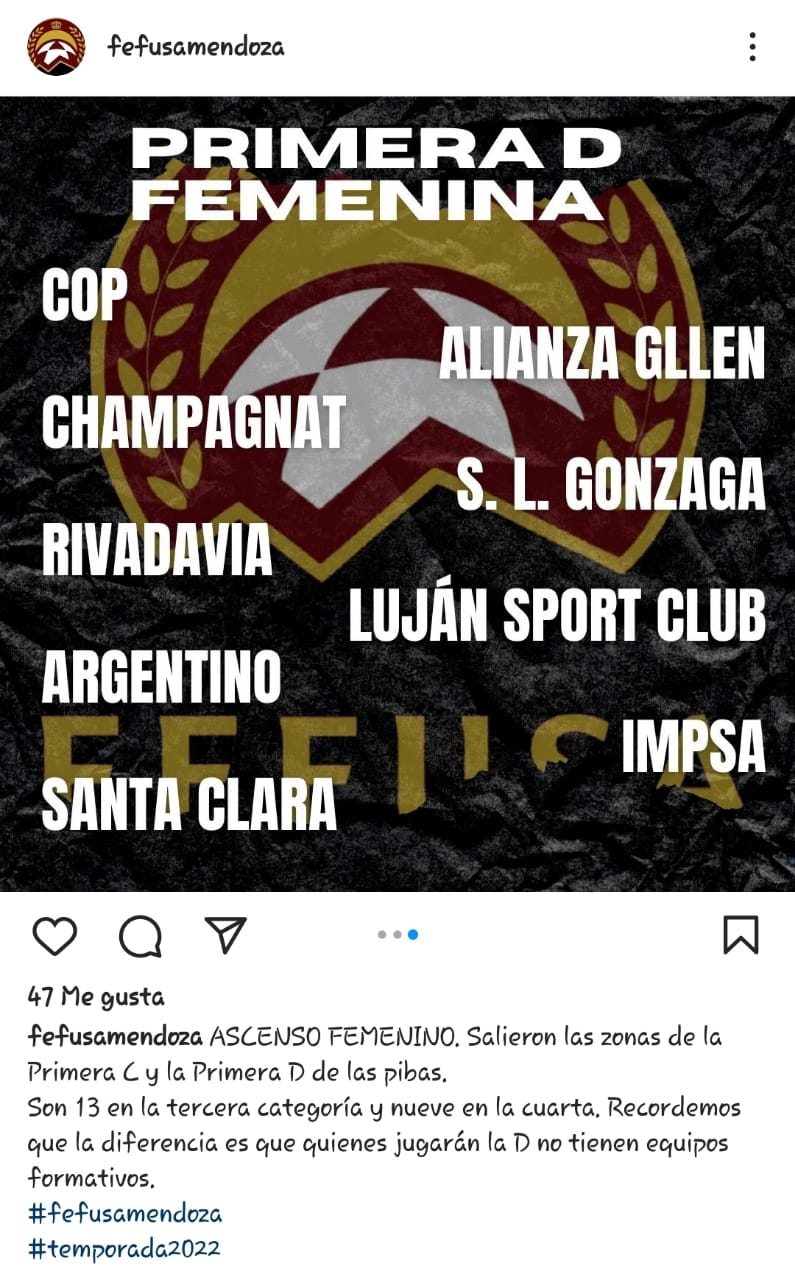 fefusamendoza
PRIMERA D
FEMENINA
COP
ALIANZA GLLEN
CHAMPAGNAT
S. L. GONZAGA
RIVADAVIA
LUJÁN SPORT CLUB
ARGENTINO
FEFUSA
IMPSA
SANTA CLARA
47 Me gusta
fefusamendoza ASCENSO FEMENINO. Salieron las zonas de la
Primera C y la Primera D de las pibas.
Son 13 en la tercera categoría y nueve en la cuarta. Recordemos
que la diferencia es que quienes jugarán la D no tienen equipos
formativos.
#fefusamendoza
#temporada2022